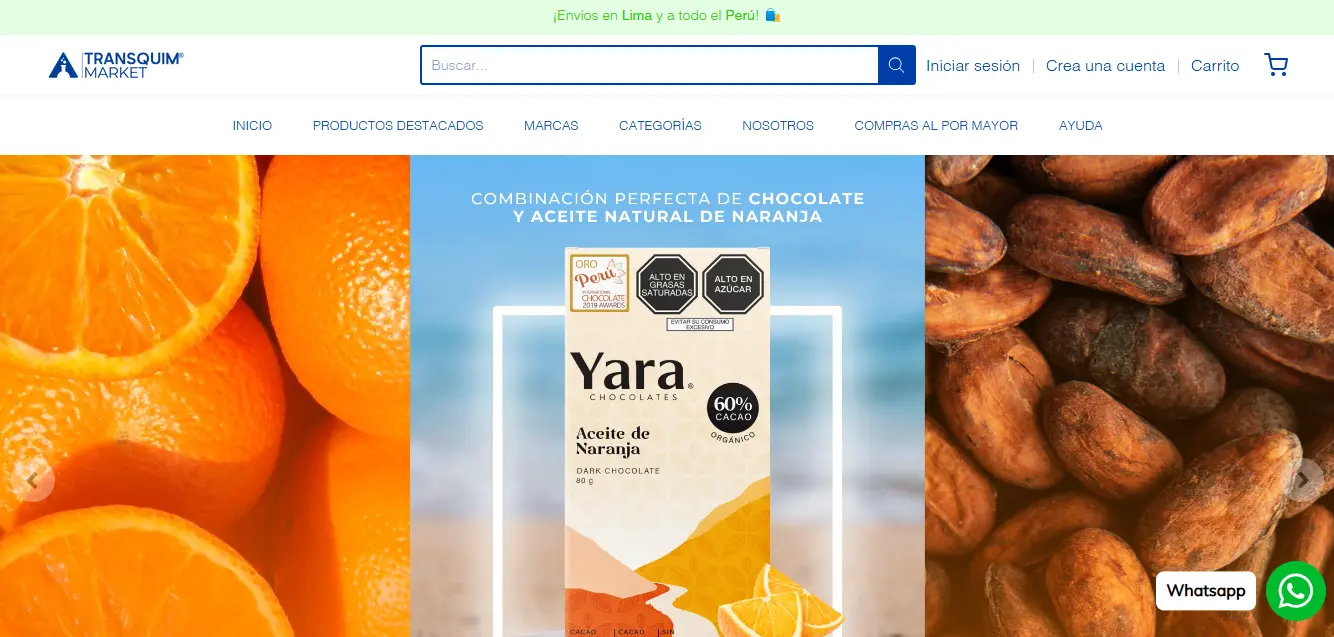 ¡Envíos en Lima y a todo el Perú! 🛍️
TRANSQUIM®
MARKET
Buscar...
Iniciar sesión
Crea una cuenta
Carrito
INICIO
PRODUCTOS DESTACADOS
MARCAS
CATEGORÍAS
NOSOTROS
COMPRAS AL POR MAYOR
AYUDA
COMBINACIÓN PERFECTA DE CHOCOLATE
Y ACEITE NATURAL DE NARANJA
ORO
Perú
INTERNATIONAL
CHOCOLATE
2019 AWARDS
ALTO EN
GRASAS
SATURADAS
ALTO EN
AZÚCAR
EVITAR SU CONSUMO
EXCESIVO
Yara®
CHOCOLATES
60%
CACAO
ORGÁNICO
Aceite de
Naranja
DARK CHOCOLATE
80 g
CACAO | CACAO | SIN
Whatsapp